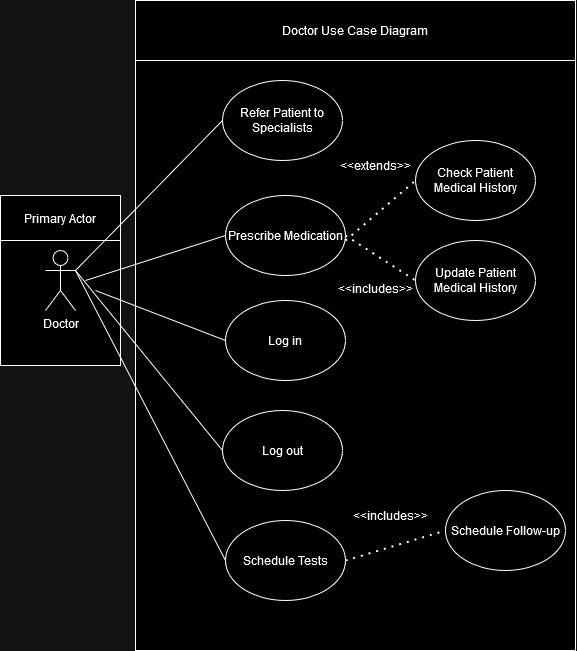 Doctor Use Case Diagram
Refer Patient to
Specialists
<<extends>>
Check Patient
Medical History
Primary Actor
Prescribe Medication
Update Patient
Medical History
<<includes>>
Doctor
Log in
Log out
<<includes>>
Schedule Follow-up
Schedule Tests